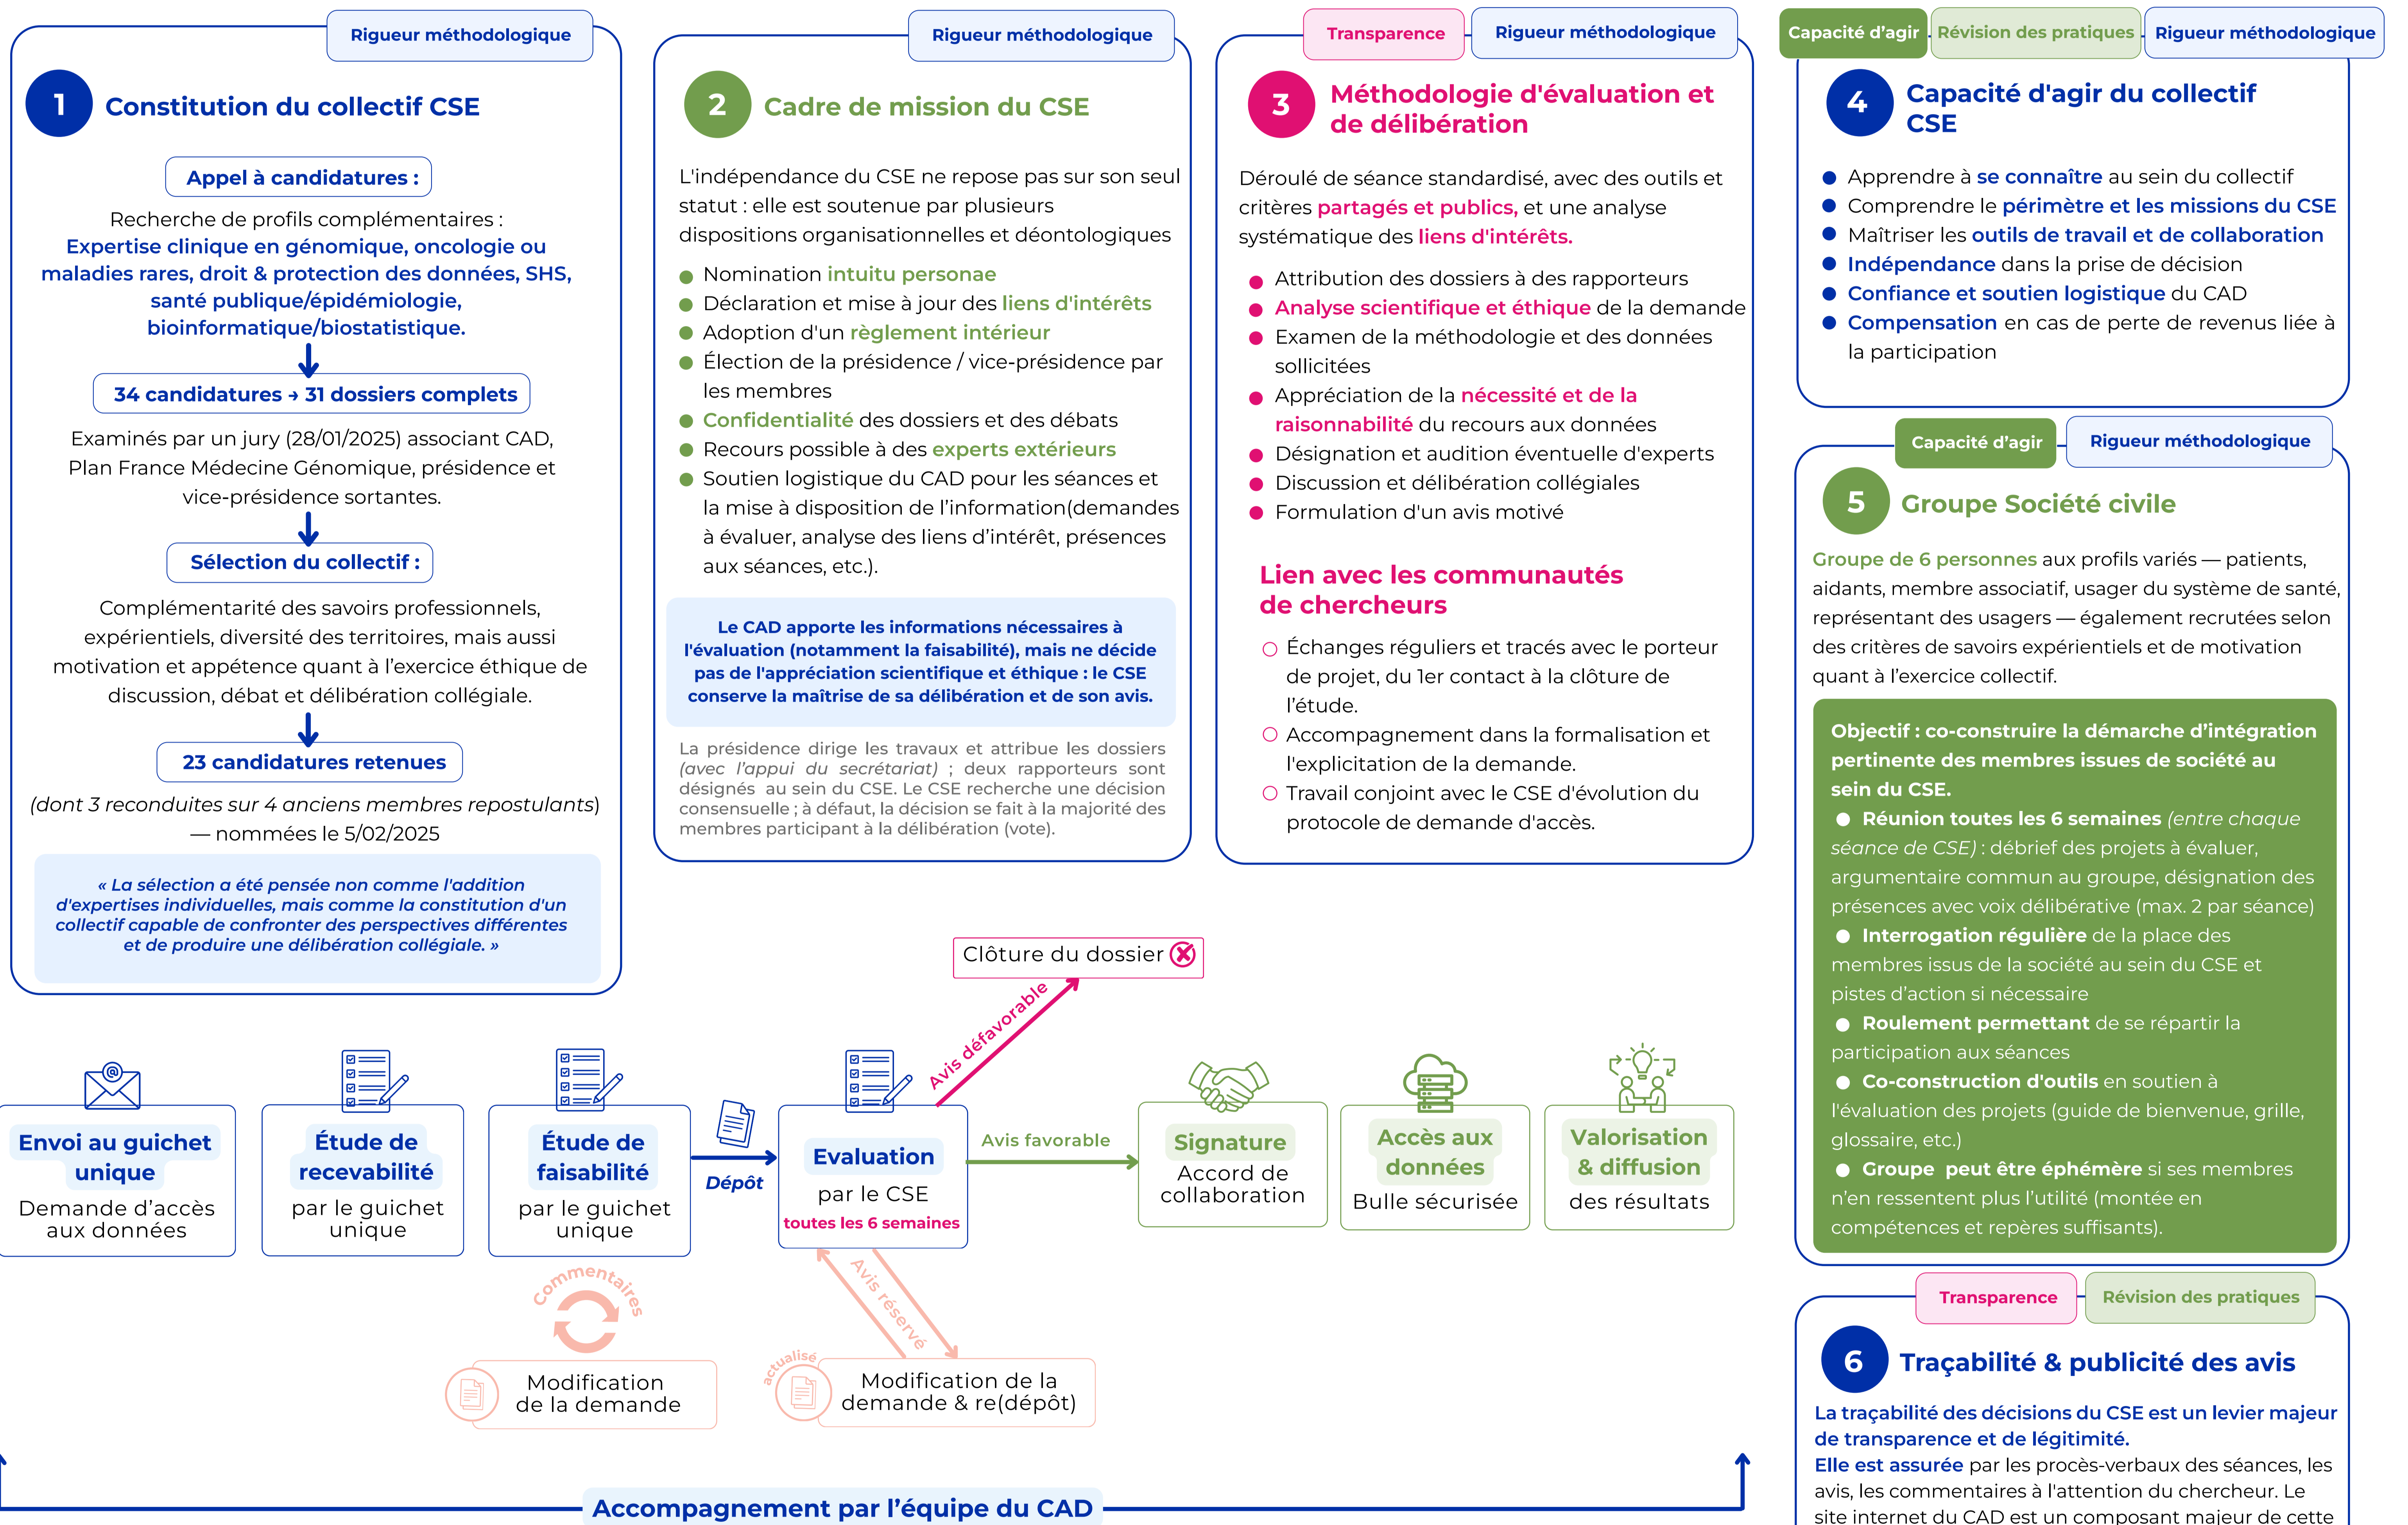 Rigueur méthodologique
1
Constitution du collectif CSE
Appel à candidatures :
Recherche de profils complémentaires :
Expertise clinique en génomique, oncologie ou
maladies rares, droit & protection des données, SHS,
santé publique/épidémiologie,
bioinformatique/biostatistique.
34 candidatures → 31 dossiers complets
Examinés par un jury (28/01/2025) associant CAD,
Plan France Médecine Génomique, présidence et
vice-présidence sortantes.
Sélection du collectif :
Complémentarité des savoirs professionnels,
expérientiels, diversité des territoires, mais aussi
motivation et appétence quant à l’exercice éthique de
discussion, débat et délibération collégiale.
23 candidatures retenues
(dont 3 reconduites sur 4 anciens membres repostulants)
— nommées le 5/02/2025
« La sélection a été pensée non comme l'addition
d'expertises individuelles, mais comme la constitution d'un
collectif capable de confronter des perspectives différentes
et de produire une délibération collégiale. »
Rigueur méthodologique
2
Cadre de mission du CSE
L'indépendance du CSE ne repose pas sur son seul
statut : elle est soutenue par plusieurs
dispositions organisationnelles et déontologiques
Nomination intuitu personae
Déclaration et mise à jour des liens d'intérêts
Adoption d'un règlement intérieur
Élection de la présidence / vice-présidence par
les membres
Confidentialité des dossiers et des débats
Recours possible à des experts extérieurs
Soutien logistique du CAD pour les séances et
la mise à disposition de l’information(demandes
à évaluer, analyse des liens d’intérêt, présences
aux séances, etc.).
Le CAD apporte les informations nécessaires à
l'évaluation (notamment la faisabilité), mais ne décide
pas de l'appréciation scientifique et éthique : le CSE
conserve la maîtrise de sa délibération et de son avis.
La présidence dirige les travaux et attribue les dossiers
(avec l’appui du secrétariat) ; deux rapporteurs sont
désignés au sein du CSE. Le CSE recherche une décision
consensuelle ; à défaut, la décision se fait à la majorité des
membres participant à la délibération (vote).
Transparence
Rigueur méthodologique
3
Méthodologie d'évaluation et
de délibération
Déroulé de séance standardisé, avec des outils et
critères partagés et publics, et une analyse
systématique des liens d'intérêts.
Attribution des dossiers à des rapporteurs
Analyse scientifique et éthique de la demande
Examen de la méthodologie et des données
sollicitées
Appréciation de la nécessité et de la
raisonnabilité du recours aux données
Désignation et audition éventuelle d'experts
Discussion et délibération collégiales
Formulation d'un avis motivé
Lien avec les communautés
de chercheurs
Échanges réguliers et tracés avec le porteur
de projet, du 1er contact à la clôture de
l’étude.
Accompagnement dans la formalisation et
l'explicitation de la demande.
Travail conjoint avec le CSE d'évolution du
protocole de demande d'accès.
Capacité d’agir
Révision des pratiques
Rigueur méthodologique
4
Capacité d'agir du collectif
CSE
Apprendre à se connaître au sein du collectif
Comprendre le périmètre et les missions du CSE
Maîtriser les outils de travail et de collaboration
Indépendance dans la prise de décision
Confiance et soutien logistique du CAD
Compensation en cas de perte de revenus liée à
la participation
Capacité d’agir
Rigueur méthodologique
5
Groupe Société civile
Groupe de 6 personnes aux profils variés — patients,
aidants, membre associatif, usager du système de santé,
représentant des usagers — également recrutées selon
des critères de savoirs expérientiels et de motivation
quant à l’exercice collectif.
Objectif : co-construire la démarche d’intégration
pertinente des membres issues de société au
sein du CSE.
Réunion toutes les 6 semaines (entre chaque
séance de CSE) : débrief des projets à évaluer,
argumentaire commun au groupe, désignation des
présences avec voix délibérative (max. 2 par séance)
Interrogation régulière de la place des
membres issus de la société au sein du CSE et
pistes d’action si nécessaire
Roulement permettant de se répartir la
participation aux séances
Co-construction d'outils en soutien à
l'évaluation des projets (guide de bienvenue, grille,
glossaire, etc.)
Groupe peut être éphémère si ses membres
n’en ressentent plus l’utilité (montée en
compétences et repères suffisants).
Transparence
Révision des pratiques
6
Traçabilité & publicité des avis
La traçabilité des décisions du CSE est un levier majeur
de transparence et de légitimité.
Elle est assurée par les procès-verbaux des séances, les
avis, les commentaires à l'attention du chercheur. Le
site internet du CAD est un composant majeur de cette
Envoi au guichet
unique
Demande d’accès
aux données
Étude de
recevabilité
par le guichet
unique
Étude de
faisabilité
par le guichet
unique
Commentaires
Modification
de la demande
Dépôt
Evaluation
par le CSE
toutes les 6 semaines
Avis défavorable
Clôture du dossier
Avis réservé
actualisé
Modification de la
demande & re(dépôt)
Avis favorable
Signature
Accord de
collaboration
Accès aux
données
Bulle sécurisée
Valorisation
& diffusion
des résultats
Accompagnement par l’équipe du CAD